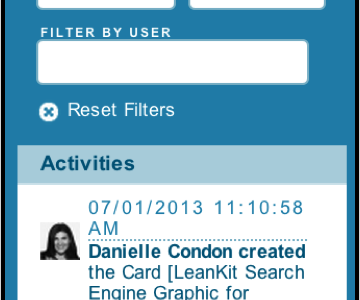 FILTER BY USER
Reset Filters
Activities
07/01/2013 11:10:58
AM
Danielle Condon created
the Card [LeanKit Search
Engine Graphic for